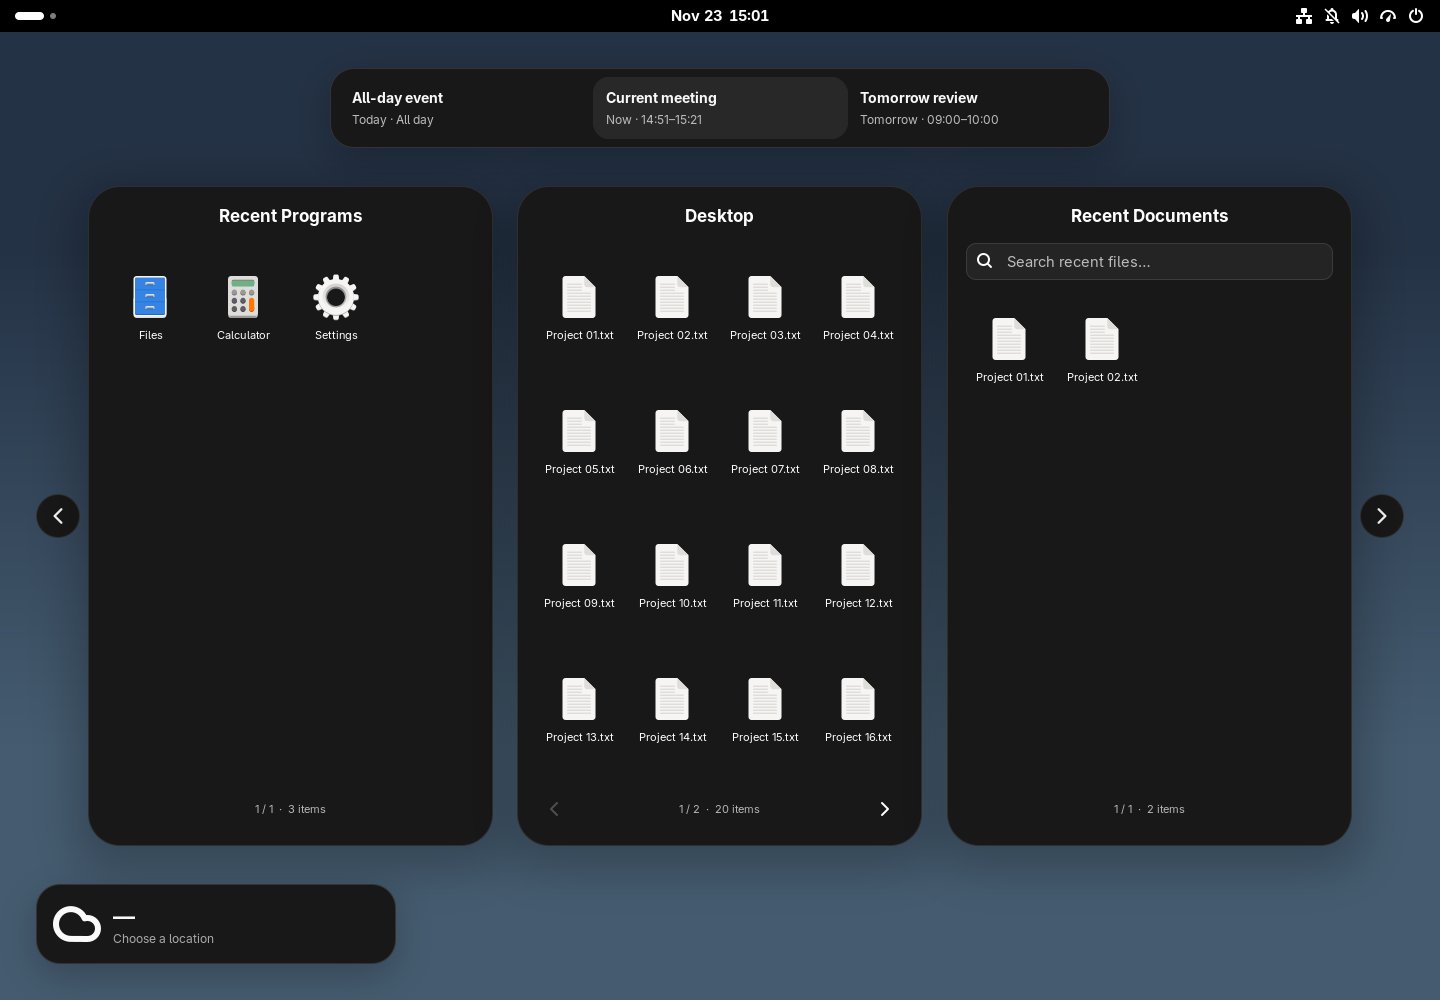 Nov 23 15:01
All-day event
Today · All day
Current meeting
Now · 14:51–15:21
Tomorrow review
Tomorrow · 09:00–10:00
Recent Programs
Files
Calculator
Settings
1 / 1 · 3 items
Desktop
Project 01.txt
Project 02.txt
Project 03.txt
Project 04.txt
Project 05.txt
Project 06.txt
Project 07.txt
Project 08.txt
Project 09.txt
Project 10.txt
Project 11.txt
Project 12.txt
Project 13.txt
Project 14.txt
Project 15.txt
Project 16.txt
1 / 2 · 20 items
Recent Documents
Search recent files…
Project 01.txt
Project 02.txt
1 / 1 · 2 items
—
Choose a location